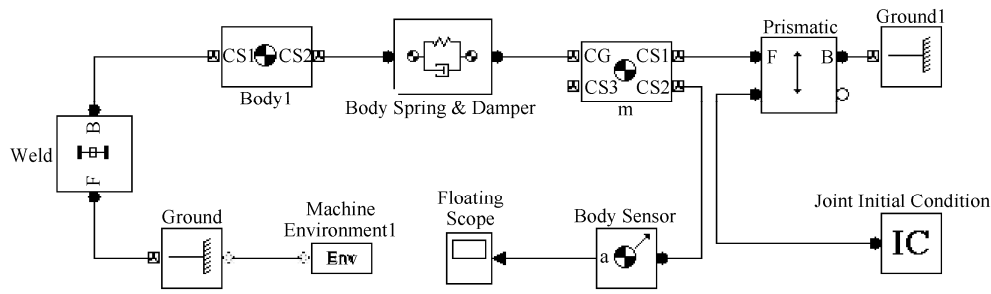 Body1
CS1 CS2
Body Spring & Damper
CG CS1
CS3 CS2
m
Prismatic
F B
Ground1
Weld
B
F
Ground
Machine
Environment1
Env
Floating
Scope
Body Sensor
a
Joint Initial Condition
IC